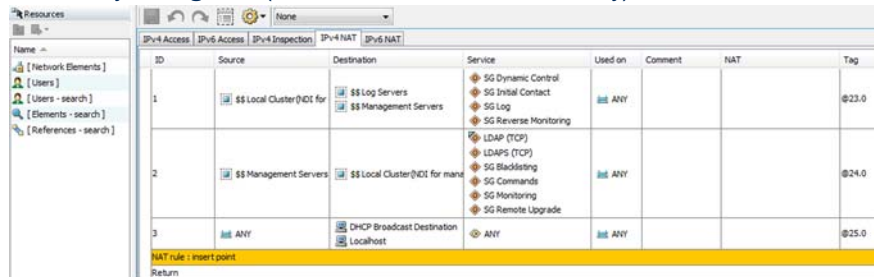 Resources
None
IPv4 Access IPv6 Access IPv4 Inspection IPv4 NAT IPv6 NAT
Name
[Network Elements]
[Users]
[Users - search]
[Elements - search]
[References - search]
ID Source Destination Service Used on Comment NAT Tag
1 $$ Local Cluster(NDI for $$ Log Servers
$$ Management Servers SG Dynamic Control
SG Initial Contact
SG Log
SG Reverse Monitoring ANY @23.0
2 $$ Management Servers $$ Local Cluster(NDI for mana LDAP (TCP)
LDAPS (TCP)
SG Blacklisting
SG Commands
SG Monitoring
SG Remote Upgrade ANY @24.0
3 ANY DHCP Broadcast Destination
Localhost ANY ANY @25.0
NAT rule : insert point
Return